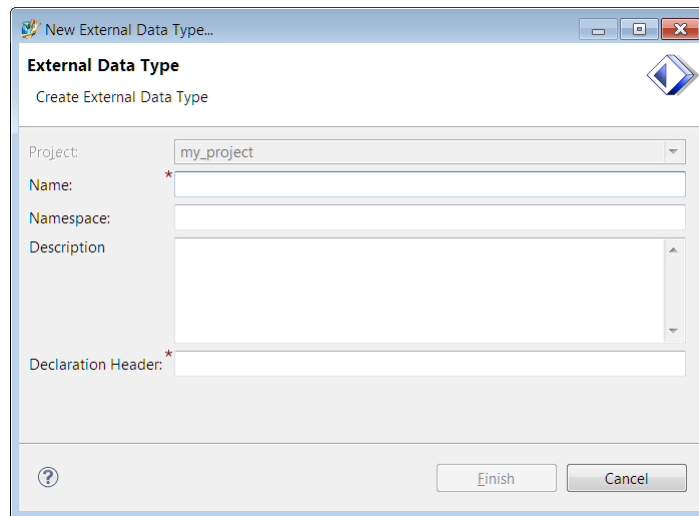 New External Data Type...
External Data Type
Create External Data Type
Project: my_project
Name: *
Namespace:
Description
Declaration Header: *
? Finish Cancel